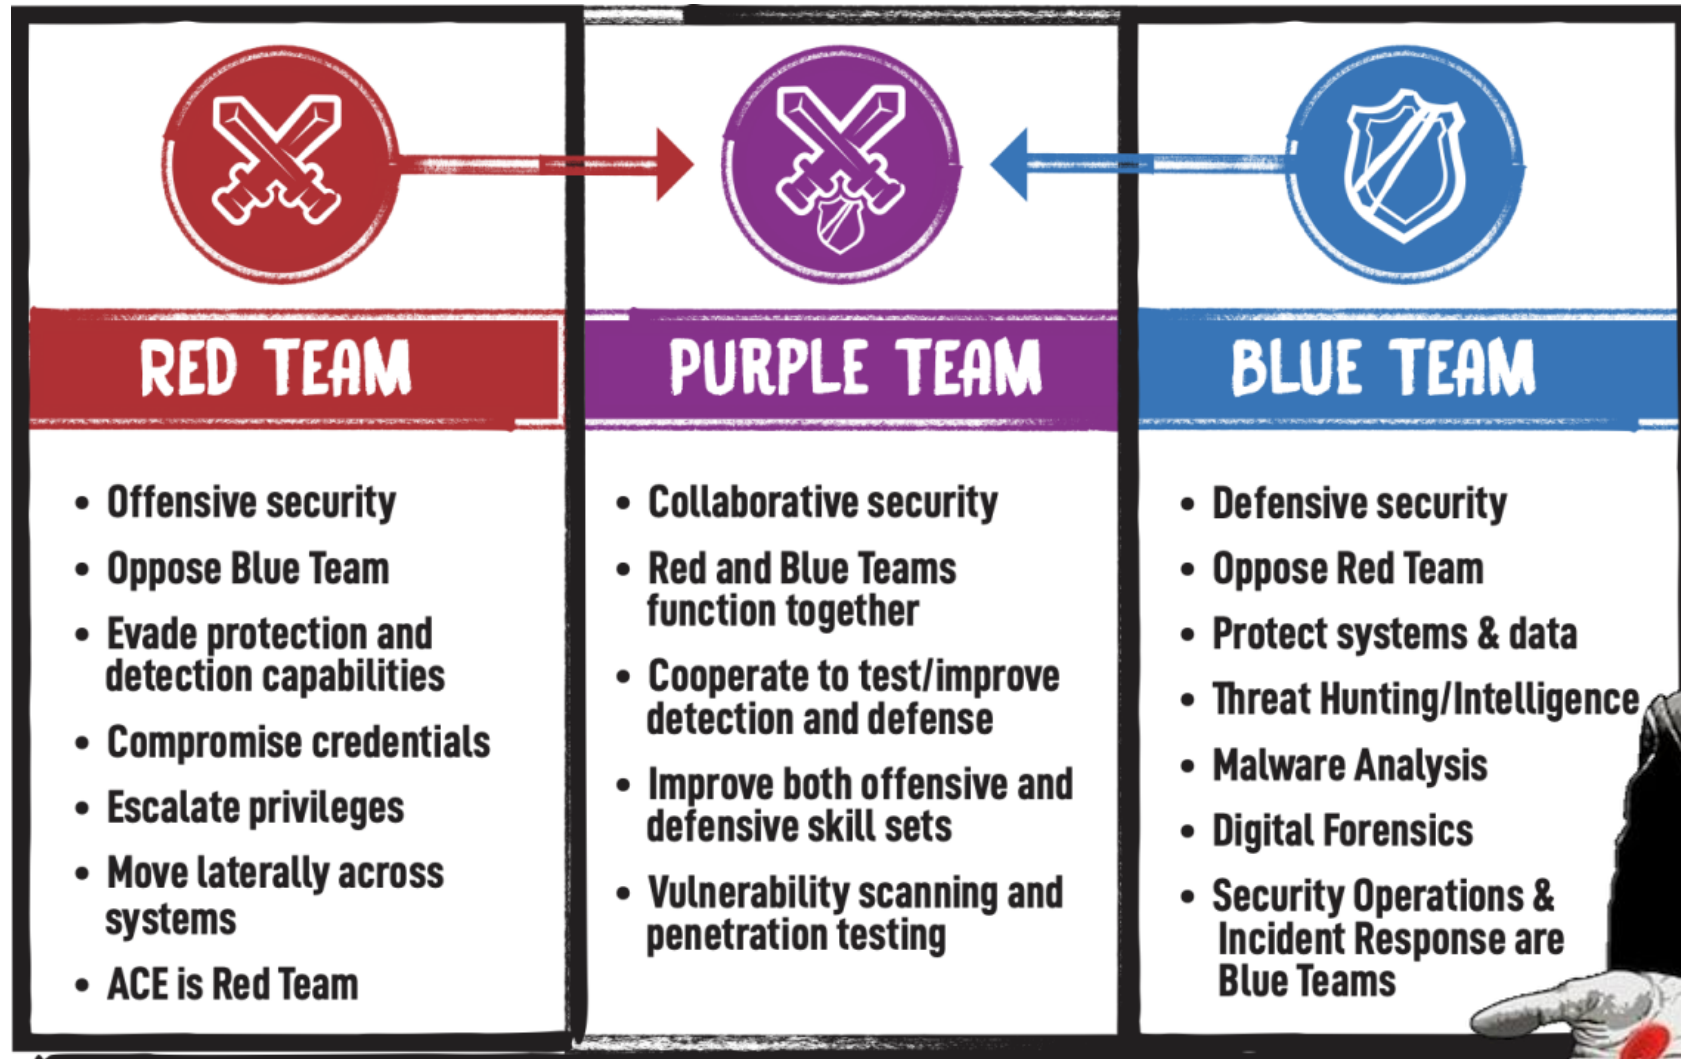 RED TEAM
• Offensive security
• Oppose Blue Team
• Evade protection and
detection capabilities
• Compromise credentials
• Escalate privileges
• Move laterally across
systems
• ACE is Red Team
PURPLE TEAM
• Collaborative security
• Red and Blue Teams
function together
• Cooperate to test/improve
detection and defense
• Improve both offensive and
defensive skill sets
• Vulnerability scanning and
penetration testing
BLUE TEAM
• Defensive security
• Oppose Red Team
• Protect systems & data
• Threat Hunting/Intelligence
• Malware Analysis
• Digital Forensics
• Security Operations &
Incident Response are
Blue Teams